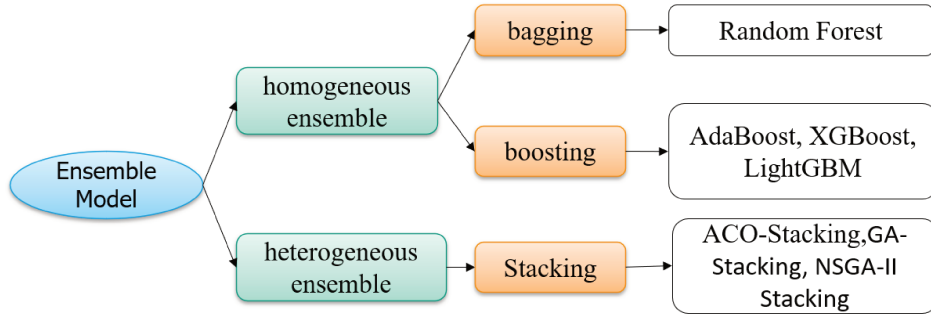 Ensemble
Model
homogeneous
ensemble
bagging
Random Forest
boosting
AdaBoost, XGBoost,
LightGBM
heterogeneous
ensemble
Stacking
ACO-Stacking,GA-
Stacking, NSGA-II
Stacking